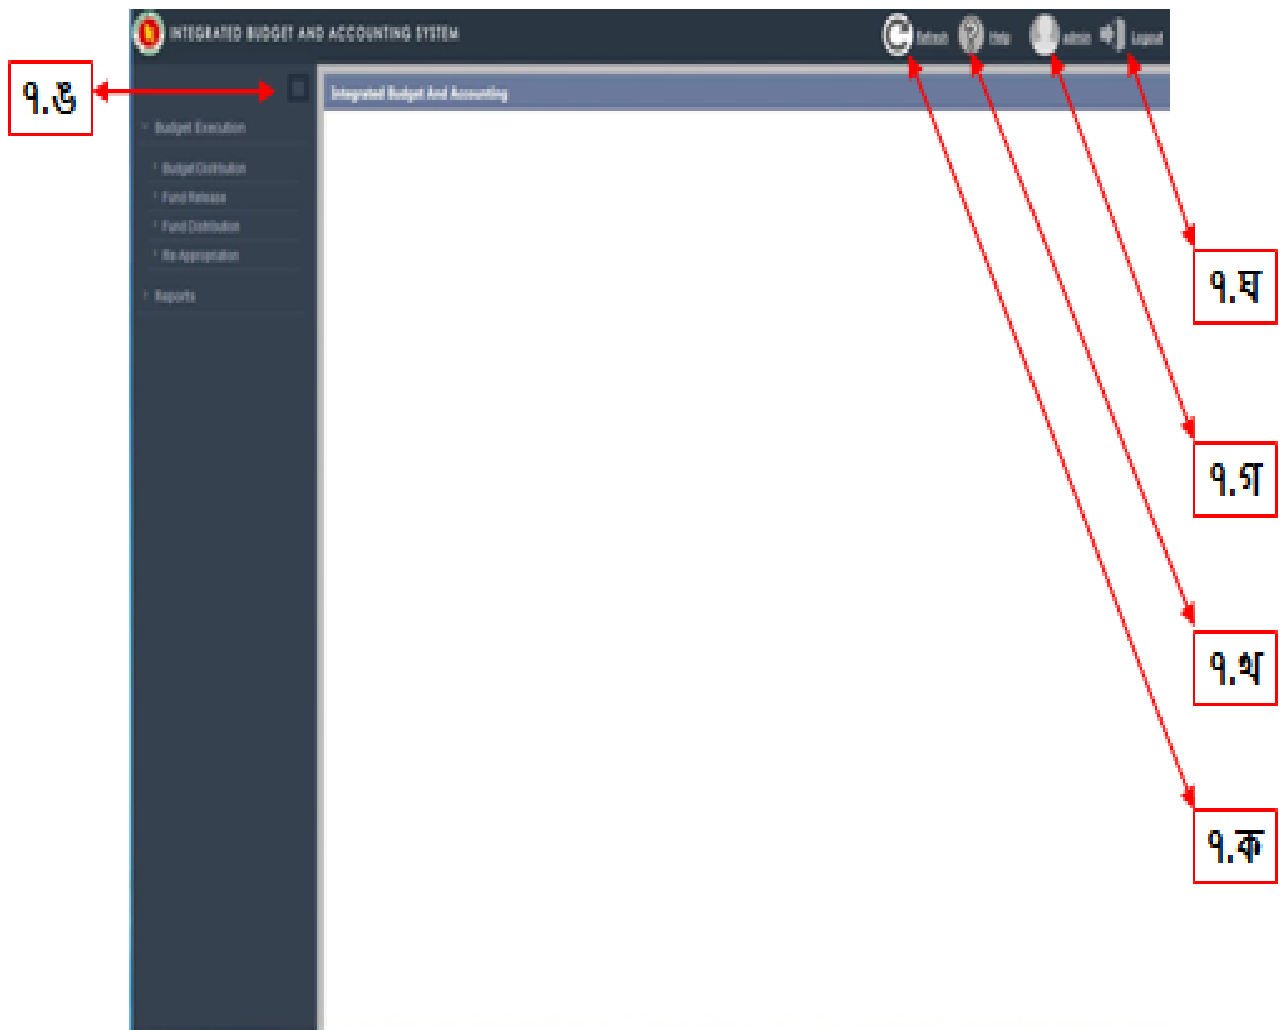 INTEGRATED BUDGET AND ACCOUNTING SYSTEM
Refresh
Help
admin
Logout
৭.ঙ
Integrated Budget And Accounting
Budget Execution
Budget Distribution
Fund Release
Fund Distribution
Re Appropriation
Reports
৭.ঘ
৭.গ
৭.খ
৭.ক